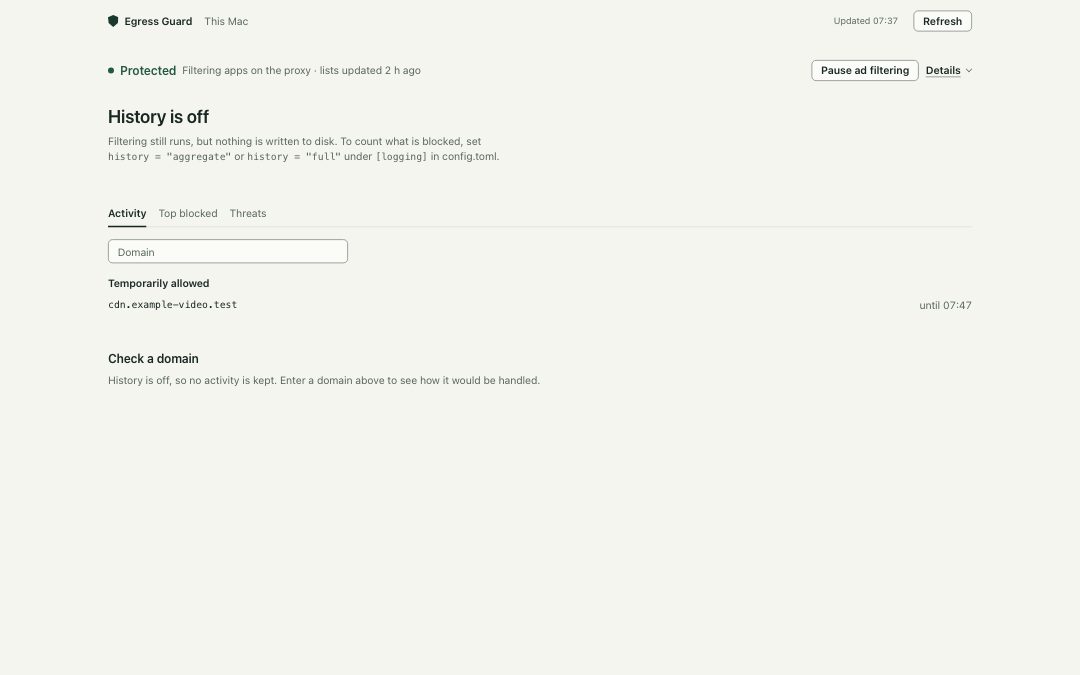 Egress Guard This Mac Updated 07:37 Refresh
Protected Filtering apps on the proxy · lists updated 2 h ago Pause ad filtering Details
History is off
Filtering still runs, but nothing is written to disk. To count what is blocked, set
history = "aggregate" or history = "full" under [logging] in config.toml.
Activity Top blocked Threats
Domain
Temporarily allowed
cdn.example-video.test until 07:47
Check a domain
History is off, so no activity is kept. Enter a domain above to see how it would be handled.